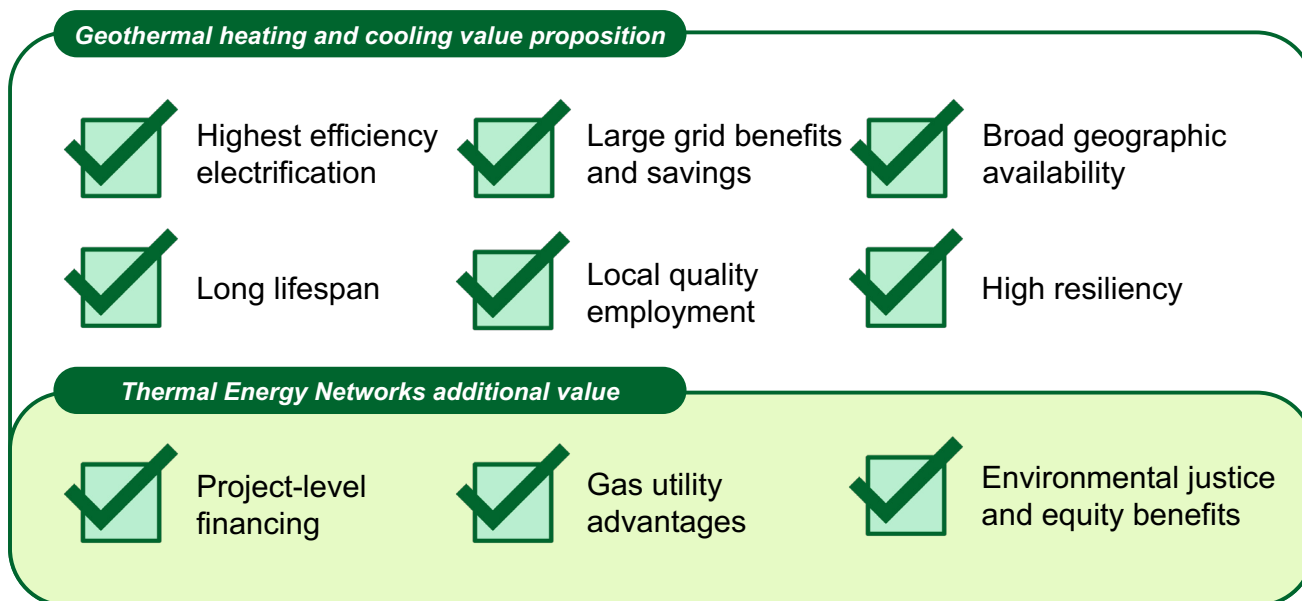 Geothermal heating and cooling value proposition
Highest efficiency
electrification
Large grid benefits
and savings
Broad geographic
availability
Long lifespan
Local quality
employment
High resiliency
Thermal Energy Networks additional value
Project-level
financing
Gas utility
advantages
Environmental justice
and equity benefits